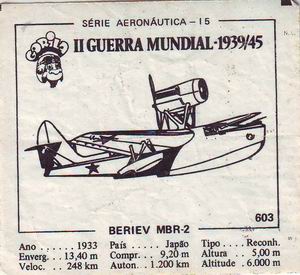 SÉRIE AERONÁUTICA - 15
II GUERRA MUNDIAL - 1939/45
603
BERIEV MBR-2
Ano ...... 1933 País .... Japão Tipo .... Reconh.
Enverg. ... 13,40 m Compr. .. 9,20 m Altura .... 5,00 m
Veloc. ... 248 km Auton. . 1.200 km Altitude . 6.000 m